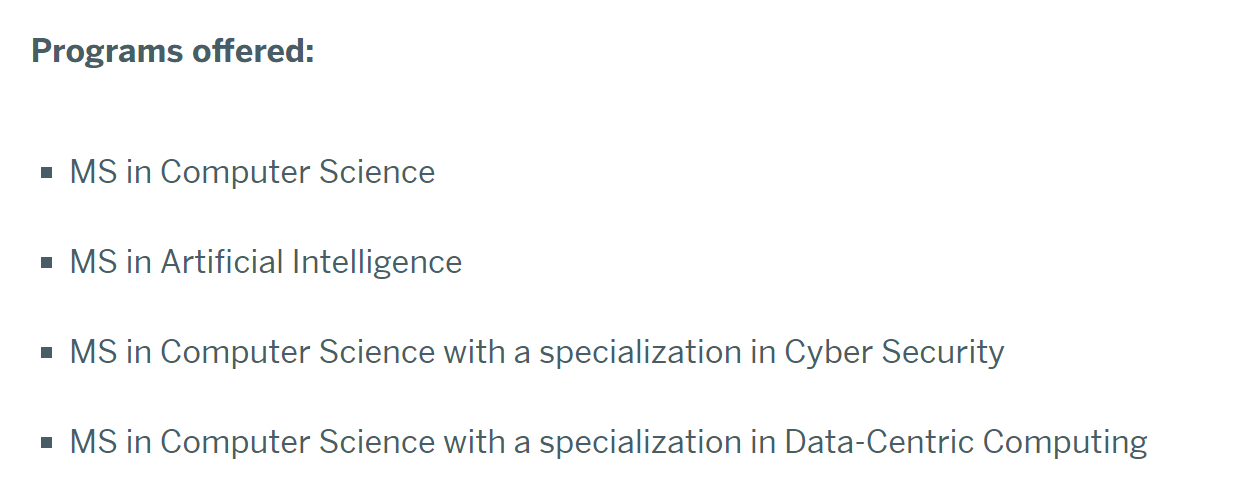 Programs offered:
MS in Computer Science
MS in Artificial Intelligence
MS in Computer Science with a specialization in Cyber Security
MS in Computer Science with a specialization in Data-Centric Computing